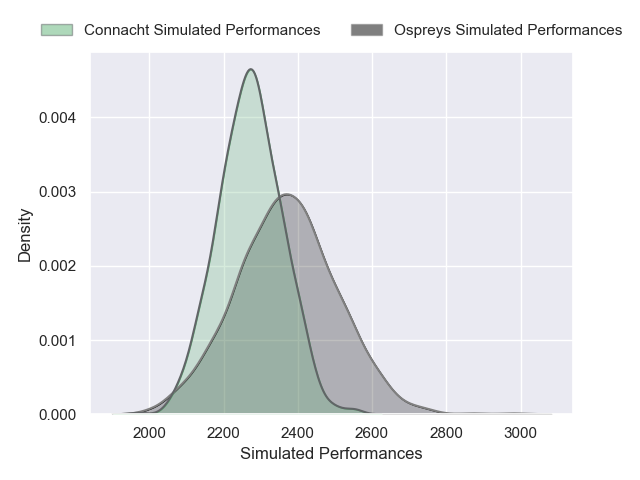 Connacht Simulated Performances
Ospreys Simulated Performances
0.004
0.003
0.002
0.001
0.000
Density
2000
2200
2400
2600
2800
3000
Simulated Performances